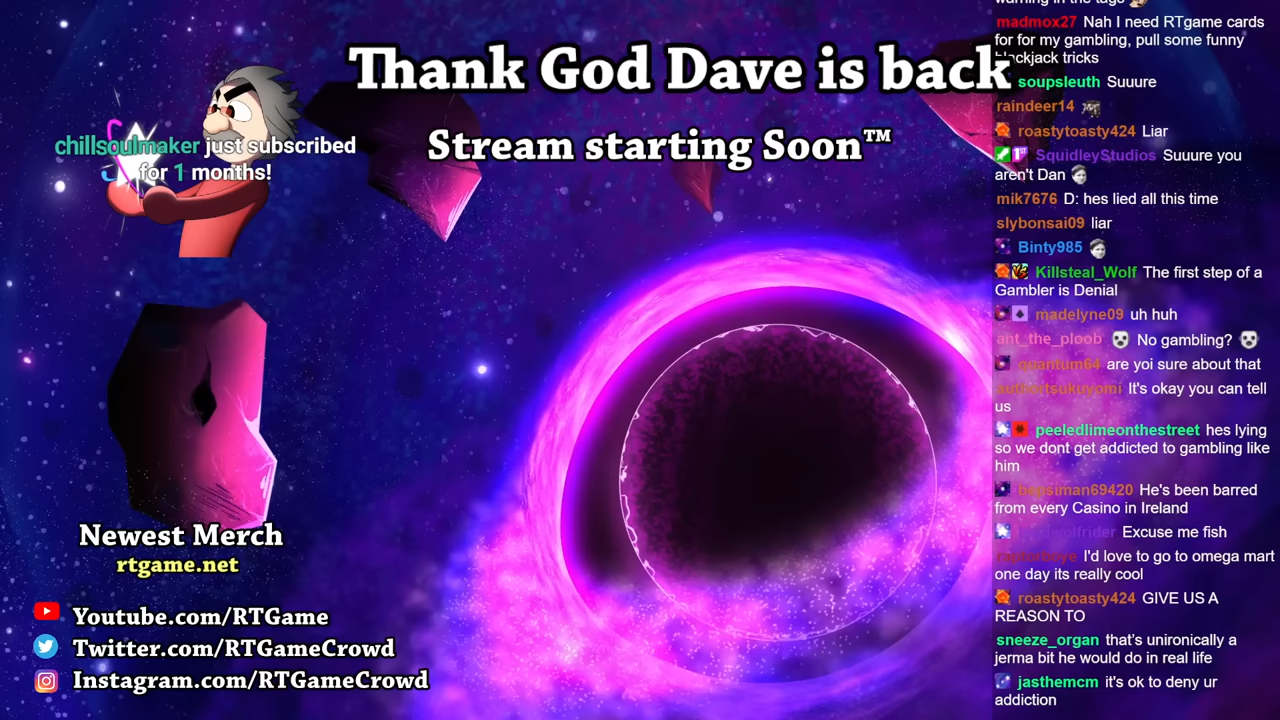 Thank God Dave is back
Stream starting Soon™
chillsoulmaker just subscribed
for 1 months!
Newest Merch
rtgame.net
Youtube.com/RTGame
Twitter.com/RTGameCrowd
Instagram.com/RTGameCrowd
madmox27 Nah I need RTgame cards
for for my gambling, pull some funny
blackjack tricks
soupsleuth Suuure
raindeer14
roastytoasty424 Liar
SquidleyStudios Suuure you
aren't Dan
mik7676 D: hes lied all this time
slybonsai09 liar
Binty985
Killsteal_Wolf The first step of a
Gambler is Denial
madelyne09 uh huh
ant_the_ploob No gambling?
are yoi sure about that
It's okay you can tell
us
peeledlimeonthestreet hes lying
so we dont get addicted to gambling like
him
He's been barred
from every Casino in Ireland
Excuse me fish
I'd love to go to omega mart
one day its really cool
roastytoasty424 GIVE US A
REASON TO
sneeze_organ that's unironically a
jerma bit he would do in real life
jasthemcm it's ok to deny ur
addiction